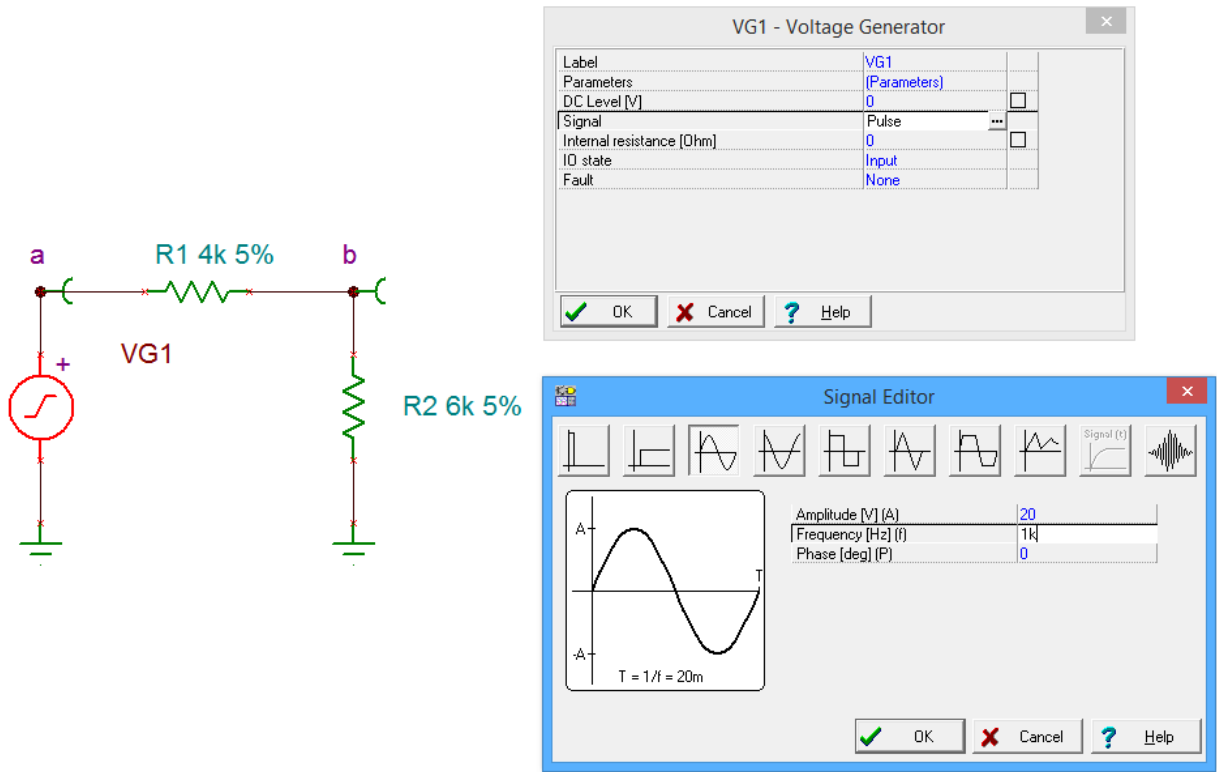 VG1 - Voltage Generator
Label VG1
Parameters (Parameters)
DC Level [V] 0
Signal Pulse ...
Internal resistance [Ohm] 0
IO state Input
Fault None
OK Cancel ? Help
a R1 4k 5% b
+ VG1
R2 6k 5%
Signal Editor
Signal (t)
Amplitude [V] (A) 20
Frequency [Hz] (f) 1k
Phase [deg] (P) 0
A
T
-A
T = 1/f = 20m
OK Cancel ? Help